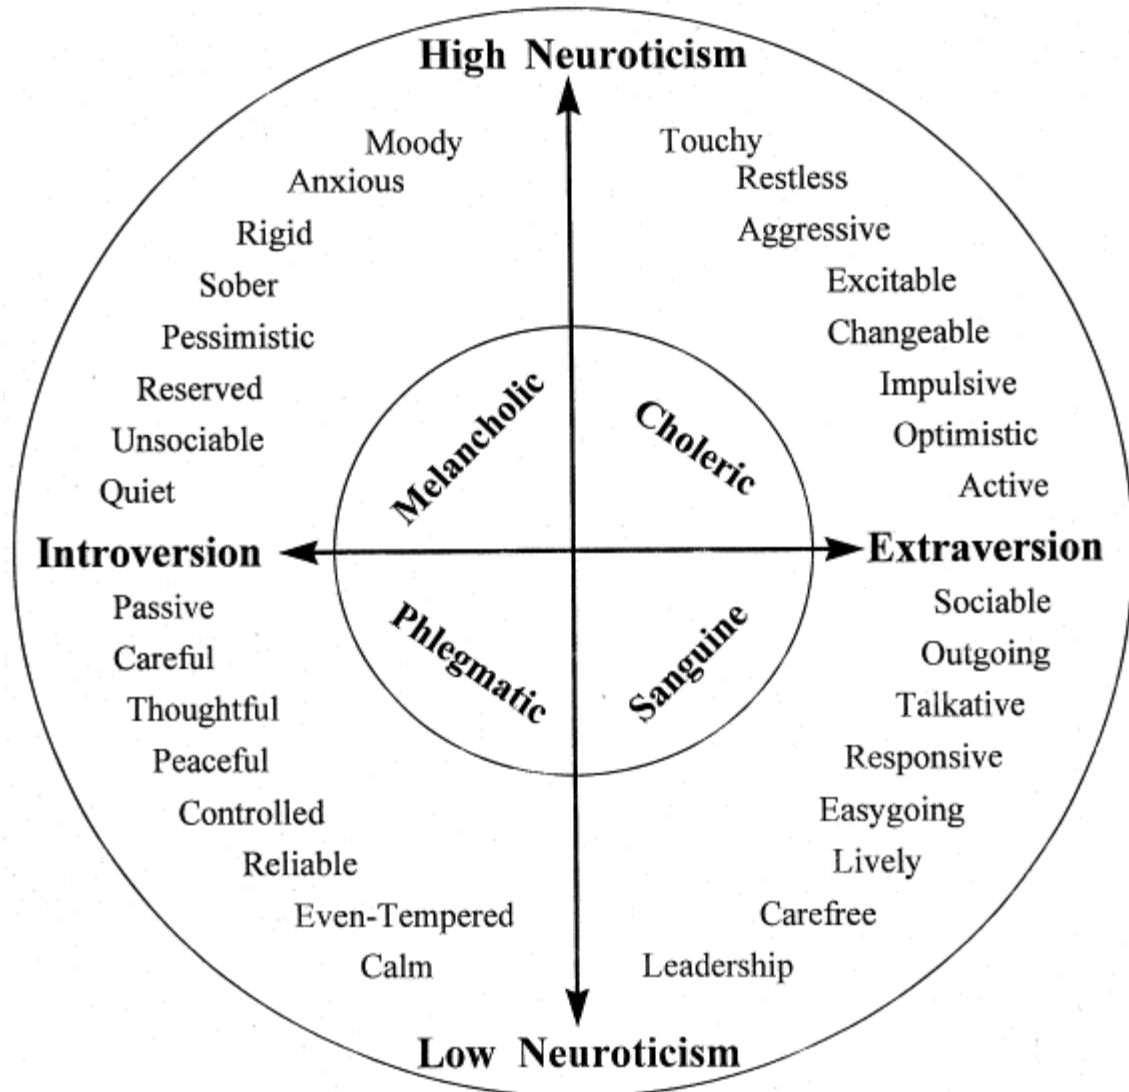 High Neuroticism
Moody
Touchy
Anxious
Restless
Rigid
Aggressive
Sober
Excitable
Pessimistic
Changeable
Reserved
Impulsive
Unsociable
Optimistic
Quiet
Active
Melancholic
Choleric
Introversion
Extraversion
Phlegmatic
Sanguine
Passive
Sociable
Careful
Outgoing
Thoughtful
Talkative
Peaceful
Responsive
Controlled
Easygoing
Reliable
Lively
Even-Tempered
Carefree
Calm
Leadership
Low Neuroticism